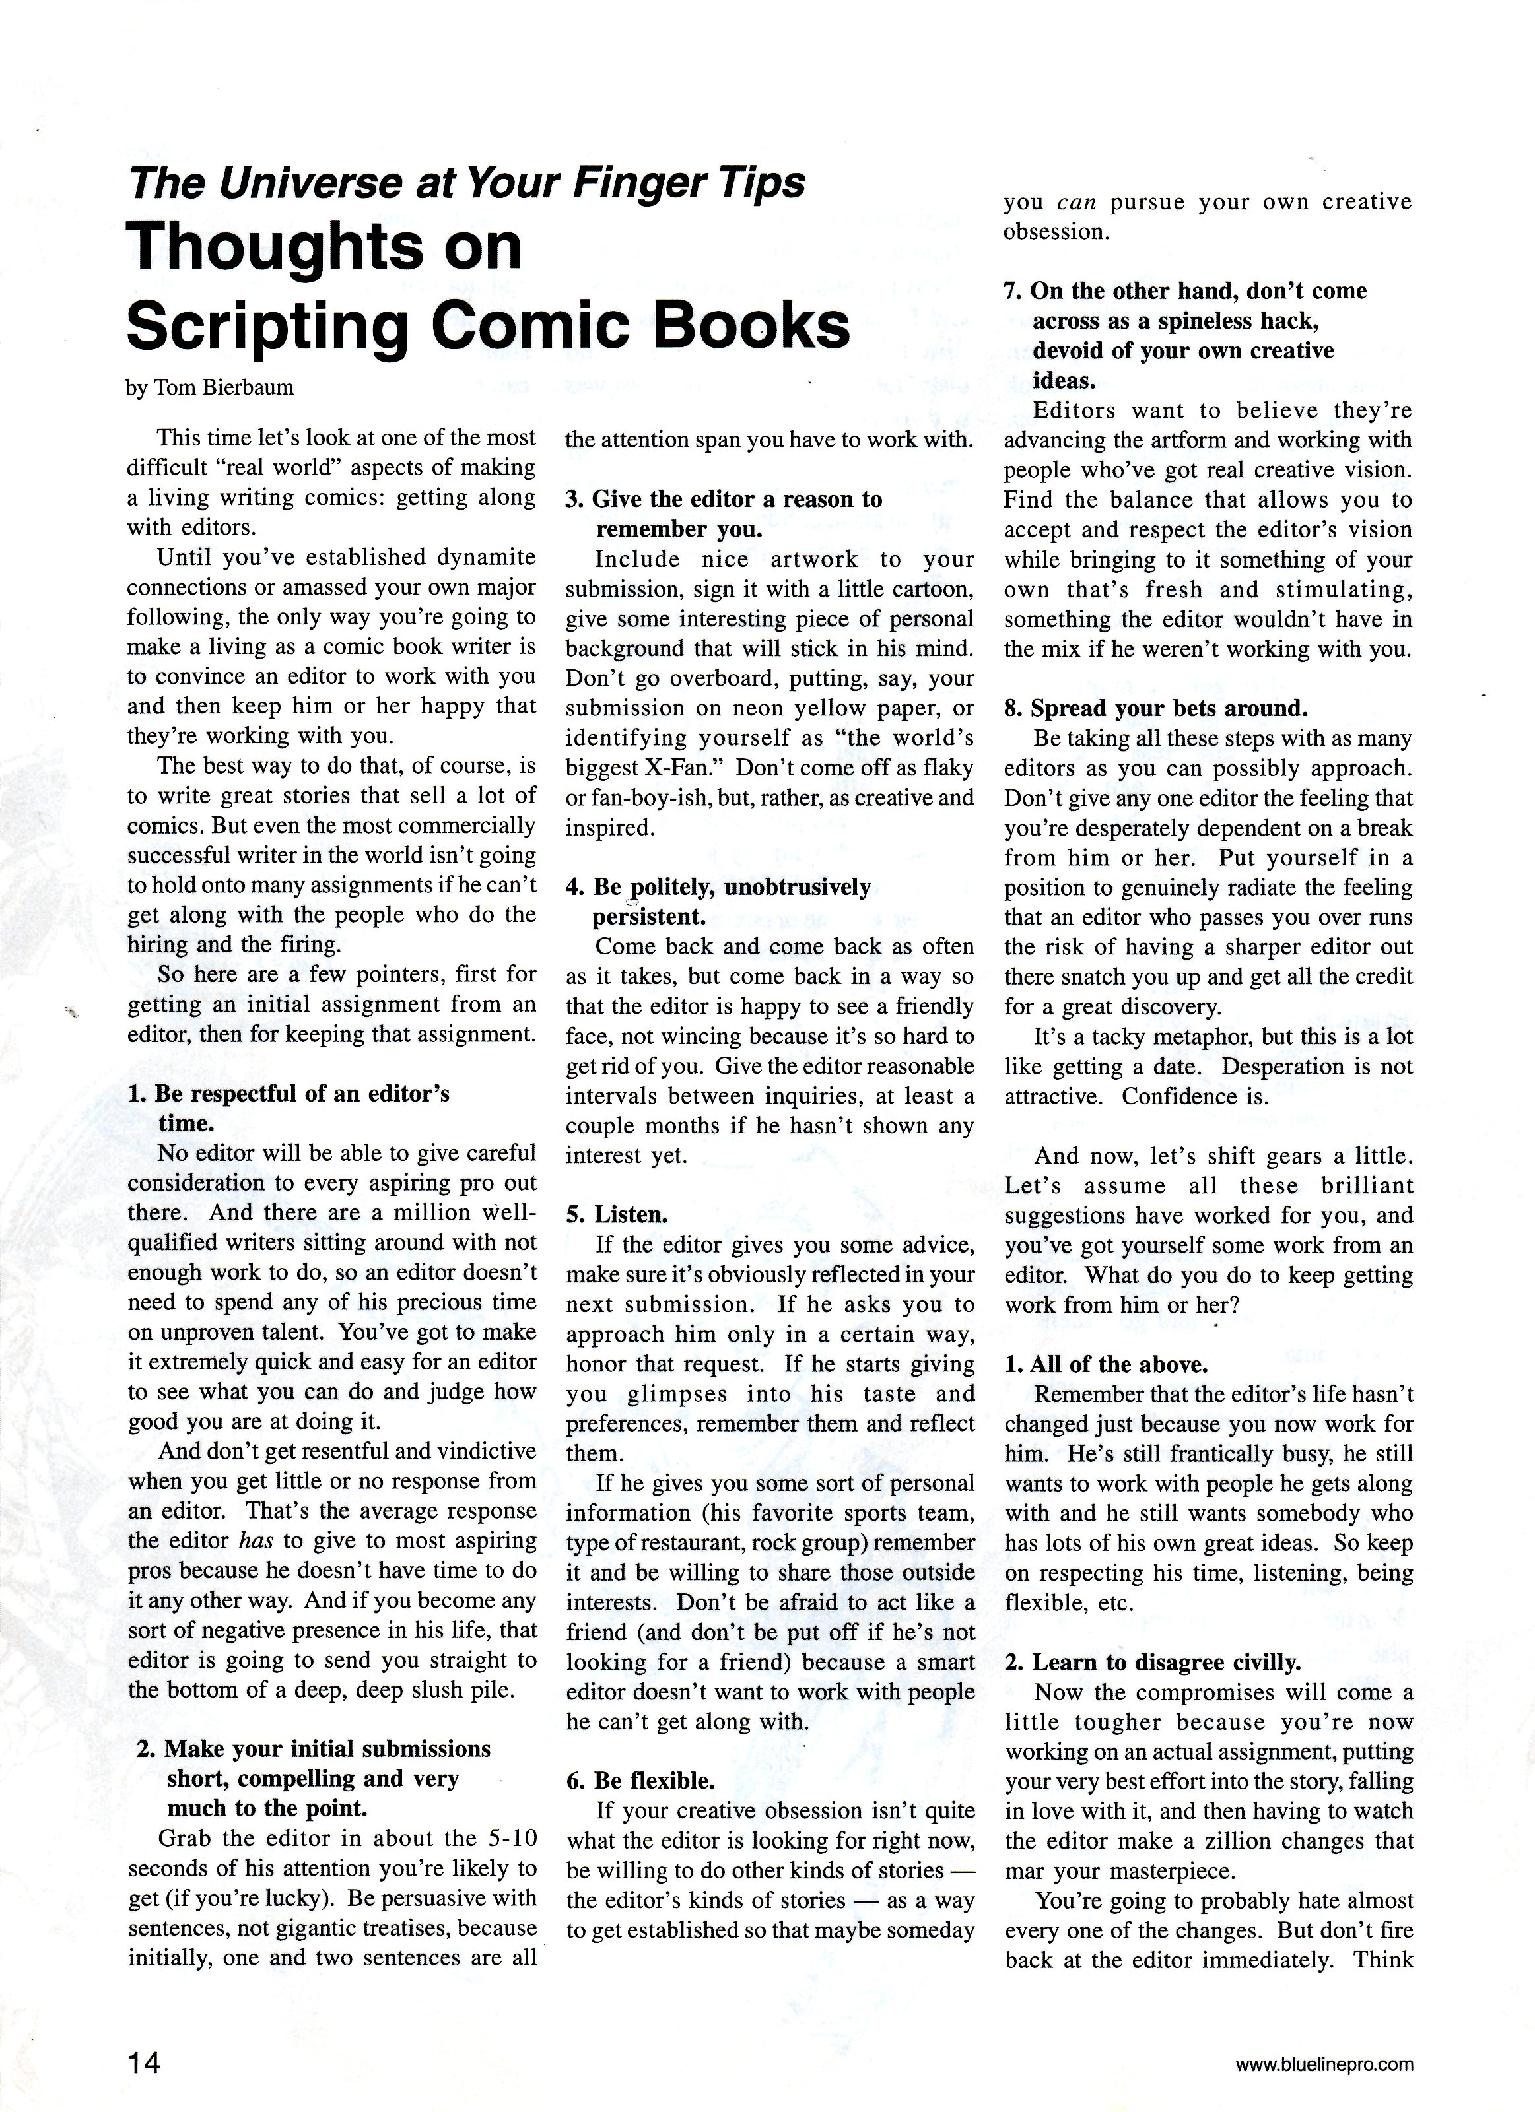 The Universe at Your Finger Tips
Thoughts on
Scripting Comic Books
by Tom Bierbaum
This time let's look at one of the most
difficult “real world” aspects of making
a living writing comics: getting along
with editors.
Until you've established dynamite
connections or amassed your own major
following, the only way you're going to
make a living as a comic book writer is
to convince an editor to work with you
and then keep him or her happy that
they're working with you.
The best way to do that, of course, is
to write great stories that sell a lot of
comics. But even the most commercially
successful writer in the world isn't going
to hold onto many assignments if he can't
get along with the people who do the
hiring and the firing.
So here are a few pointers, first for
getting an initial assignment from an
editor, then for keeping that assignment.
1. Be respectful of an editor's
time.
No editor will be able to give careful
consideration to every aspiring pro out
there. And there are a million well-
qualified writers sitting around with not
enough work to do, so an editor doesn't
need to spend any of his precious time
on unproven talent. You've got to make
it extremely quick and easy for an editor
to see what you can do and judge how
good you are at doing it.
And don't get resentful and vindictive
when you get little or no response from
an editor. That's the average response
the editor has to give to most aspiring
pros because he doesn't have time to do
it any other way. And if you become any
sort of negative presence in his life, that
editor is going to send you straight to
the bottom of a deep, deep slush pile.
2. Make your initial submissions
short, compelling and very
much to the point.
Grab the editor in about the 5-10
seconds of his attention you're likely to
get (if you're lucky). Be persuasive with
sentences, not gigantic treatises, because
initially, one and two sentences are all
the attention span you have to work with.
3. Give the editor a reason to
remember you.
Include nice artwork to your
submission, sign it with a little cartoon,
give some interesting piece of personal
background that will stick in his mind.
Don't go overboard, putting, say, your
submission on neon yellow paper, or
identifying yourself as “the world's
biggest X-Fan.” Don't come off as flaky
or fan-boy-ish, but, rather, as creative and
inspired.
4. Be politely, unobtrusively
persistent.
Come back and come back as often
as it takes, but come back in a way so
that the editor is happy to see a friendly
face, not wincing because it's so hard to
get rid of you. Give the editor reasonable
intervals between inquiries, at least a
couple months if he hasn't shown any
interest yet.
5. Listen.
If the editor gives you some advice,
make sure it's obviously reflected in your
next submission. If he asks you to
approach him only in a certain way,
honor that request. If he starts giving
you glimpses into his taste and
preferences, remember them and reflect
them.
If he gives you some sort of personal
information (his favorite sports team,
type of restaurant, rock group) remember
it and be willing to share those outside
interests. Don't be afraid to act like a
friend (and don't be put off if he's not
looking for a friend) because a smart
editor doesn't want to work with people
he can't get along with.
6. Be flexible.
If your creative obsession isn't quite
what the editor is looking for right now,
be willing to do other kinds of stories —
the editor's kinds of stories — as a way
to get established so that maybe someday
you can pursue your own creative
obsession.
7. On the other hand, don't come
across as a spineless hack,
devoid of your own creative
ideas.
Editors want to believe they're
advancing the artform and working with
people who've got real creative vision.
Find the balance that allows you to
accept and respect the editor's vision
while bringing to it something of your
own that's fresh and stimulating,
something the editor wouldn't have in
the mix if he weren't working with you.
8. Spread your bets around.
Be taking all these steps with as many
editors as you can possibly approach.
Don't give any one editor the feeling that
you're desperately dependent on a break
from him or her. Put yourself in a
position to genuinely radiate the feeling
that an editor who passes you over runs
the risk of having a sharper editor out
there snatch you up and get all the credit
for a great discovery.
It's a tacky metaphor, but this is a lot
like getting a date. Desperation is not
attractive. Confidence is.
And now, let's shift gears a little.
Let's assume all these brilliant
suggestions have worked for you, and
you've got yourself some work from an
editor. What do you do to keep getting
work from him or her?
1. All of the above.
Remember that the editor's life hasn't
changed just because you now work for
him. He's still frantically busy, he still
wants to work with people he gets along
with and he still wants somebody who
has lots of his own great ideas. So keep
on respecting his time, listening, being
flexible, etc.
2. Learn to disagree civilly.
Now the compromises will come a
little tougher because you're now
working on an actual assignment, putting
your very best effort into the story, falling
in love with it, and then having to watch
the editor make a zillion changes that
mar your masterpiece.
You're going to probably hate almost
every one of the changes. But don't fire
back at the editor immediately. Think
14
www.bluelinepro.com